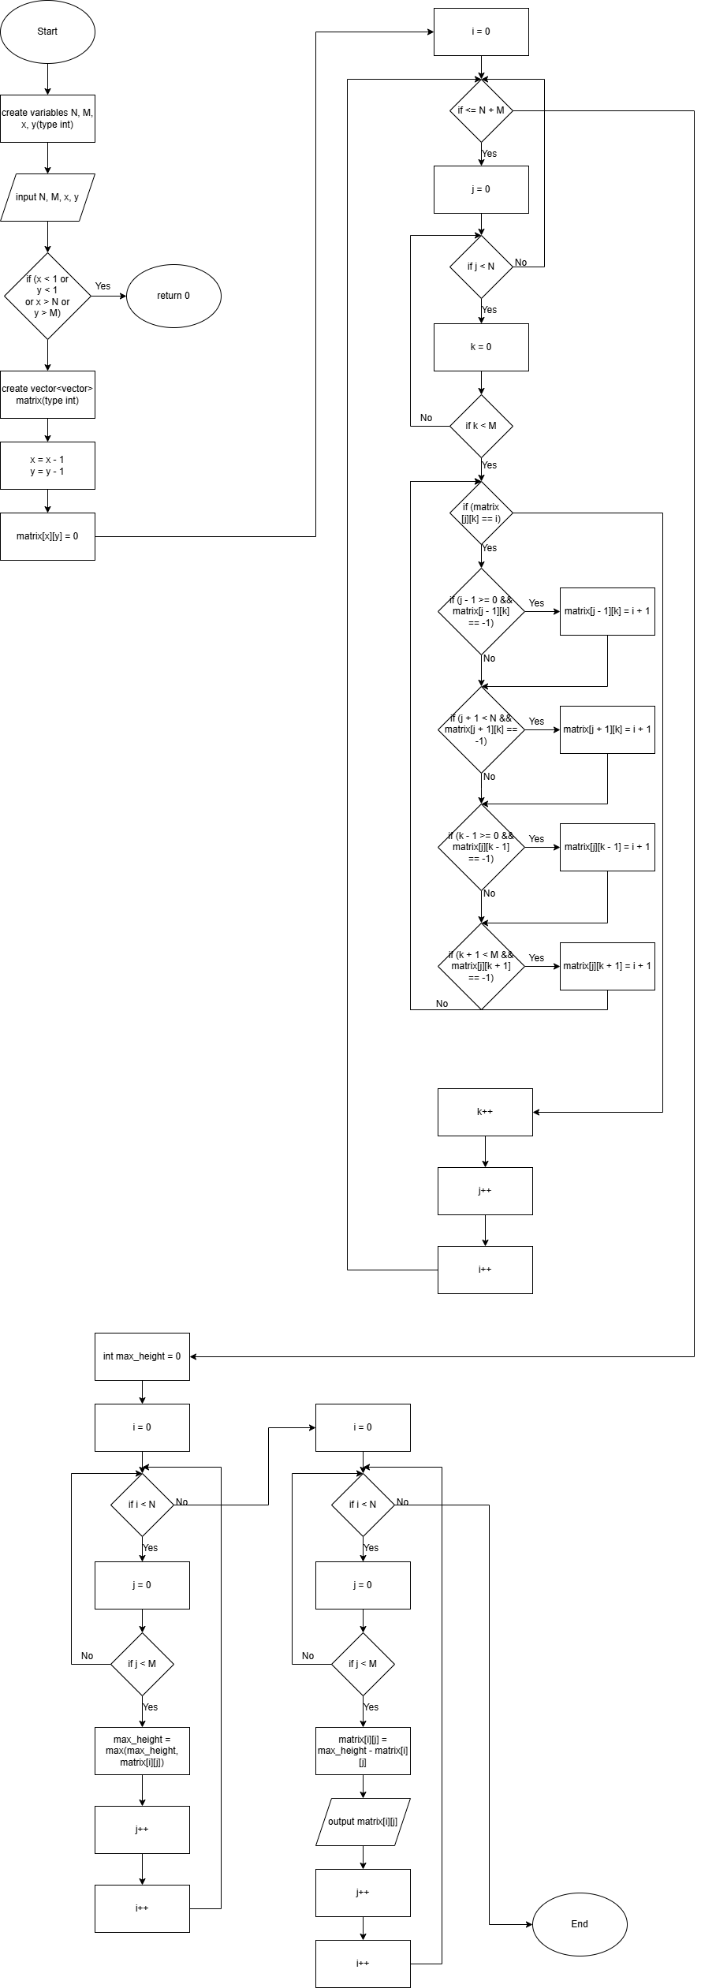 Start
create variables N, M,
x, y(type int)
input N, M, x, y
if (x < 1 or
y < 1
or x > N or
y > M)
Yes
return 0
create vector<vector>
matrix(type int)
x = x - 1
y = y - 1
matrix[x][y] = 0
i = 0
if <= N + M
Yes
j = 0
if j < N
No
Yes
k = 0
if k < M
No
Yes
if (matrix
[j][k] == i)
Yes
if (j - 1 >= 0 &&
matrix[j - 1][k]
== -1)
Yes
matrix[j - 1][k] = i + 1
No
if (j + 1 < N &&
matrix[j + 1][k] ==
-1)
Yes
matrix[j + 1][k] = i + 1
No
if (k - 1 >= 0 &&
matrix[j][k - 1]
== -1)
Yes
matrix[j][k - 1] = i + 1
No
if (k + 1 < M &&
matrix[j][k + 1]
== -1)
Yes
matrix[j][k + 1] = i + 1
No
k++
j++
i++
int max_height = 0
i = 0
if i < N
No
Yes
j = 0
if j < M
No
Yes
max_height =
max(max_height,
matrix[i][j])
j++
i++
i = 0
if i < N
No
Yes
j = 0
if j < M
No
Yes
matrix[i][j] =
max_height - matrix[i]
[j]
output matrix[i][j]
j++
i++
End